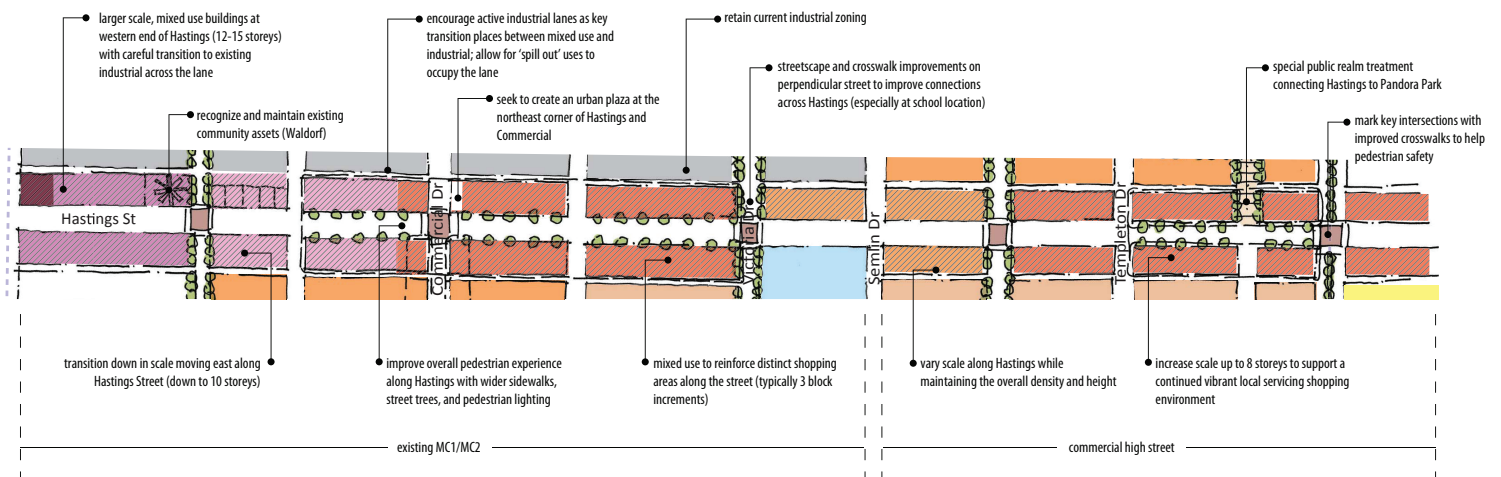 larger scale, mixed use buildings at
western end of Hastings (12-15 storeys)
with careful transition to existing
industrial across the lane
recognize and maintain existing
community assets (Waldorf)
encourage active industrial lanes as key
transition places between mixed use and
industrial; allow for ‘spill out’ uses to
occupy the lane
seek to create an urban plaza at the
northeast corner of Hastings and
Commercial
retain current industrial zoning
streetscape and crosswalk improvements on
perpendicular street to improve connections
across Hastings (especially at school location)
special public realm treatment
connecting Hastings to Pandora Park
mark key intersections with
improved crosswalks to help
pedestrian safety
Hastings St
Commercial Dr
Victoria Dr
Semlin Dr
Templeton Dr
transition down in scale moving east along
Hastings Street (down to 10 storeys)
improve overall pedestrian experience
along Hastings with wider sidewalks,
street trees, and pedestrian lighting
mixed use to reinforce distinct shopping
areas along the street (typically 3 block
increments)
vary scale along Hastings while
maintaining the overall density and height
increase scale up to 8 storeys to support a
continued vibrant local servicing shopping
environment
existing MC1/MC2
commercial high street